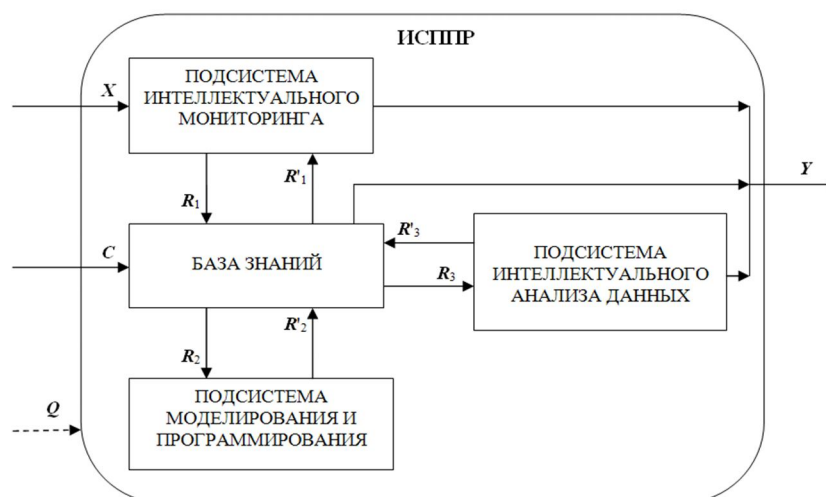 ИСППР
ПОДСИСТЕМА
ИНТЕЛЛЕКТУАЛЬНОГО
МОНИТОРИНГА
X
Y
R₁
R'₁
C
БАЗА ЗНАНИЙ
R'₃
R₃
ПОДСИСТЕМА
ИНТЕЛЛЕКТУАЛЬНОГО
АНАЛИЗА ДАННЫХ
R₂
R'₂
Q
ПОДСИСТЕМА
МОДЕЛИРОВАНИЯ И
ПРОГРАММИРОВАНИЯ